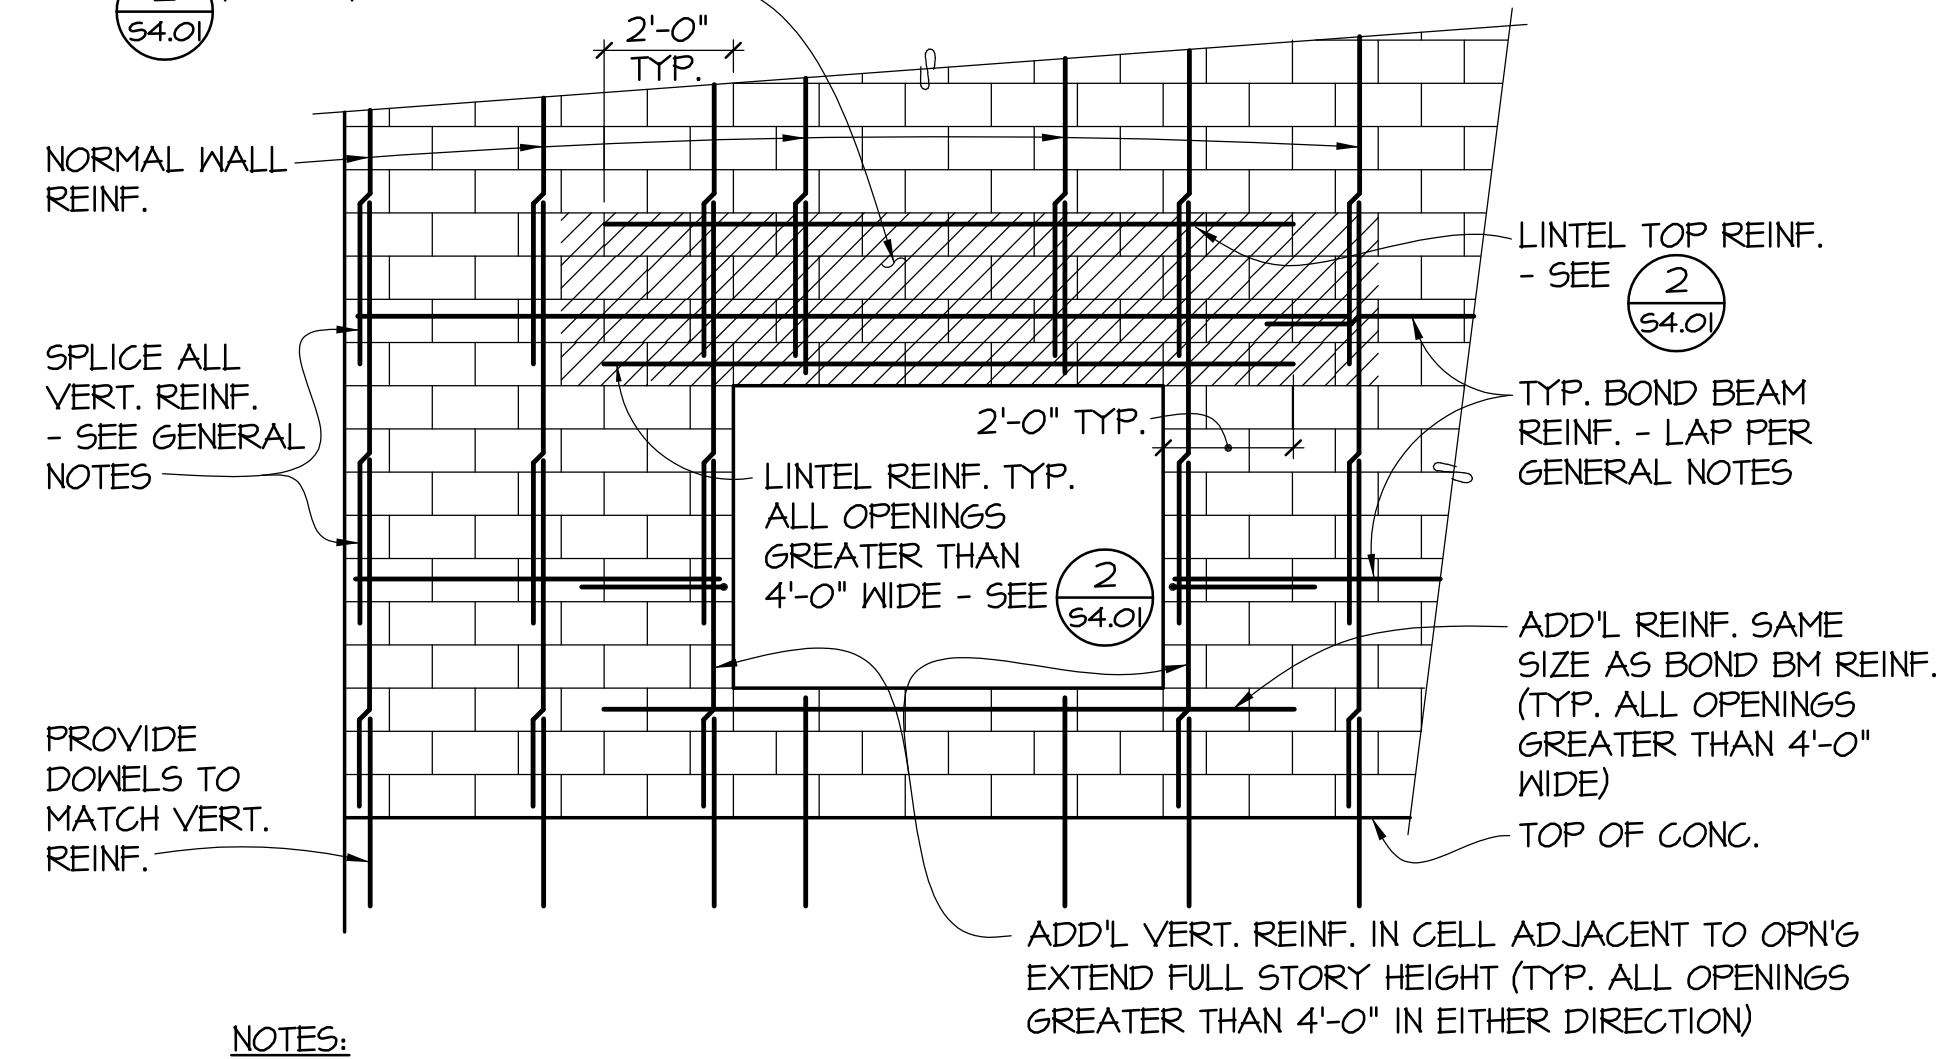 S4.01
2'-0"
TYP.
NORMAL WALL
REINF.
LINTEL TOP REINF.
- SEE
2
S4.01
SPLICE ALL
VERT. REINF.
- SEE GENERAL
NOTES
TYP. BOND BEAM
REINF. - LAP PER
GENERAL NOTES
2'-0" TYP.
LINTEL REINF. TYP.
ALL OPENINGS
GREATER THAN
4'-0" WIDE - SEE
2
S4.01
ADD'L REINF. SAME
SIZE AS BOND BM REINF.
(TYP. ALL OPENINGS
GREATER THAN 4'-0"
WIDE)
PROVIDE
DOWELS TO
MATCH VERT.
REINF.
TOP OF CONC.
ADD'L VERT. REINF. IN CELL ADJACENT TO OPN'G
EXTEND FULL STORY HEIGHT (TYP. ALL OPENINGS
GREATER THAN 4'-0" IN EITHER DIRECTION)
NOTES: